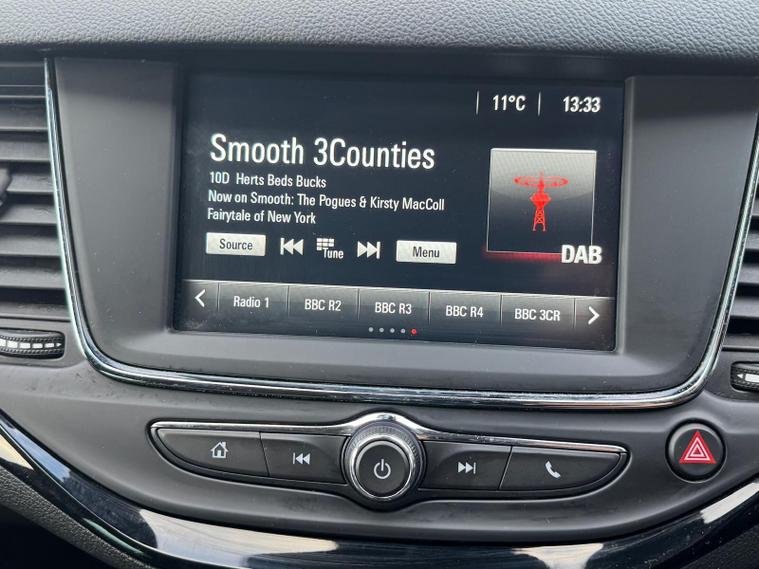 11°C 13:33
Smooth 3Counties
10D Herts Beds Bucks
Now on Smooth: The Pogues & Kirsty MacColl
Fairytale of New York
Source Tune Menu
DAB
Radio 1 BBC R2 BBC R3 BBC R4 BBC 3CR